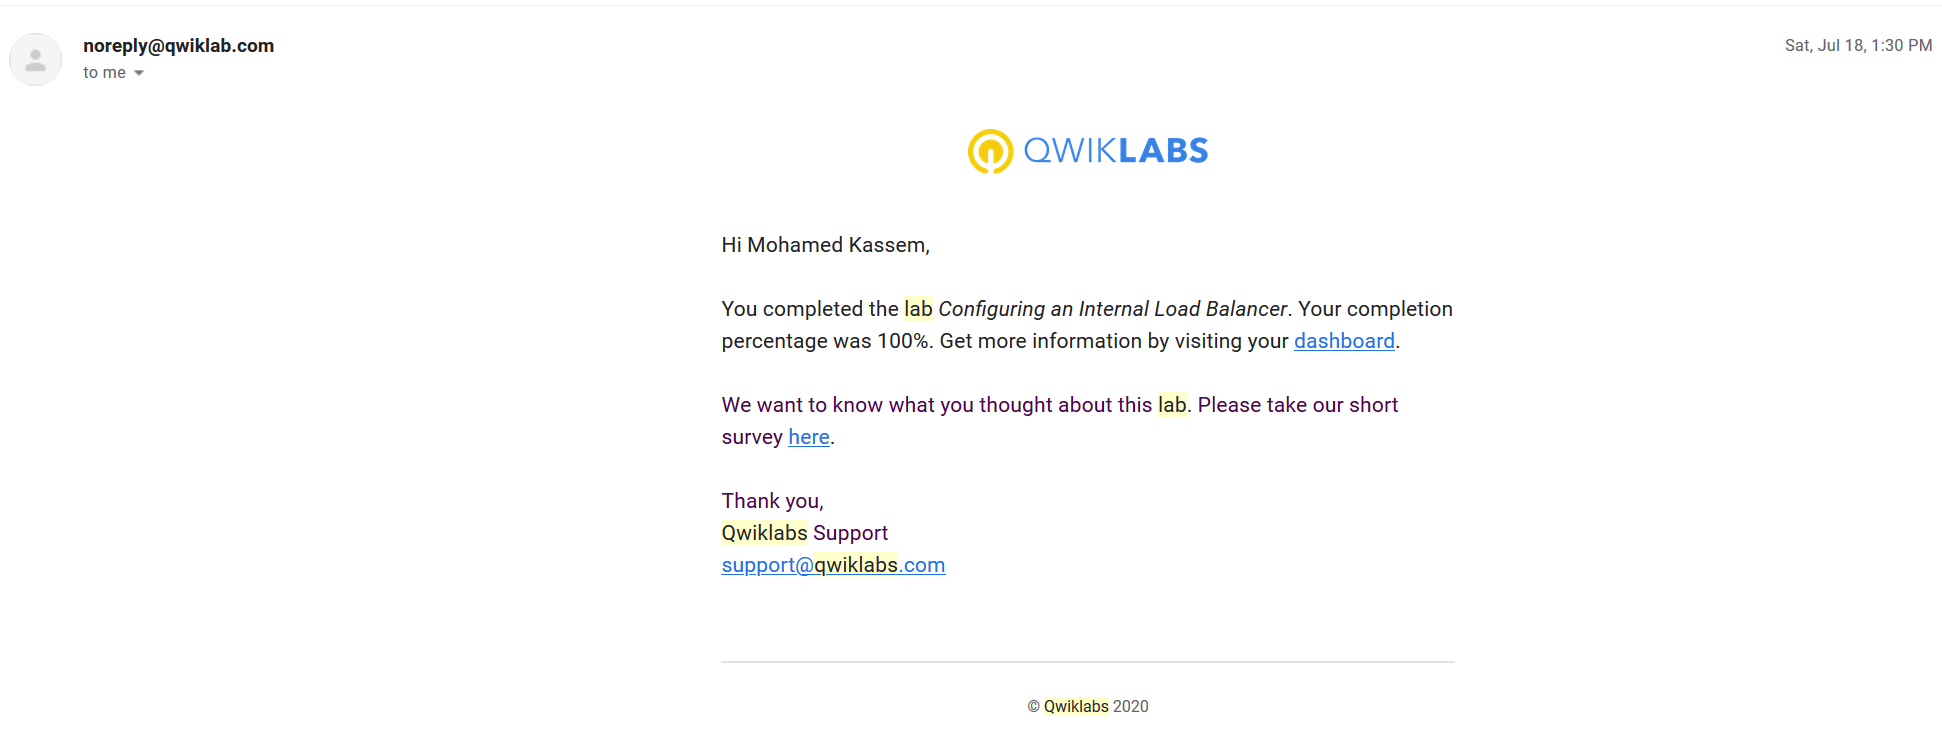 noreply@qwiklab.com
Sat, Jul 18, 1:30 PM
to me
QWIKLABS
Hi Mohamed Kassem,
You completed the lab Configuring an Internal Load Balancer. Your completion
percentage was 100%. Get more information by visiting your dashboard.
We want to know what you thought about this lab. Please take our short
survey here.
Thank you,
Qwiklabs Support
support@qwiklabs.com
© Qwiklabs 2020